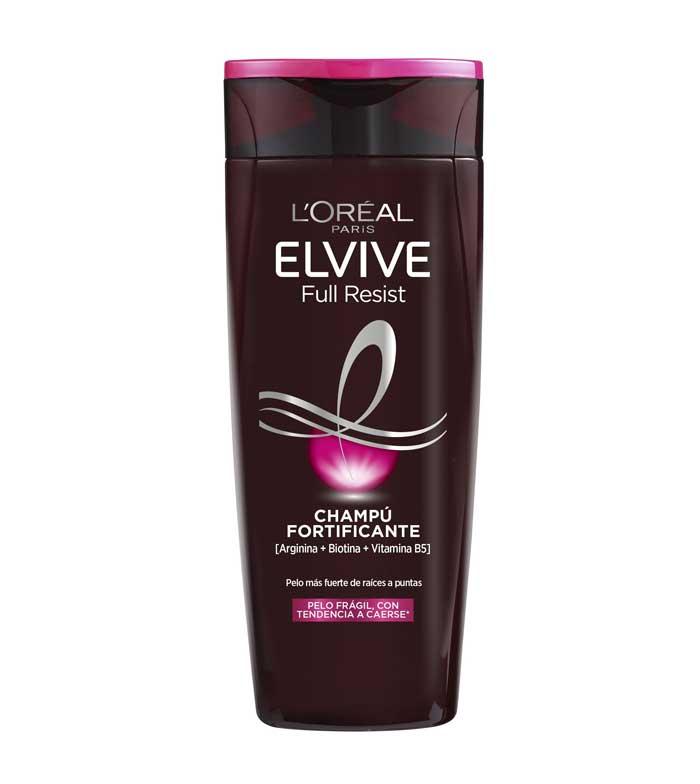 L'ORÉAL
PARIS
ELVIVE
Full Resist
CHAMPÚ
FORTIFICANTE
[Arginina + Biotina + Vitamina B5]
Pelo más fuerte de raíces a puntas
PELO FRÁGIL, CON
TENDENCIA A CAERSE*